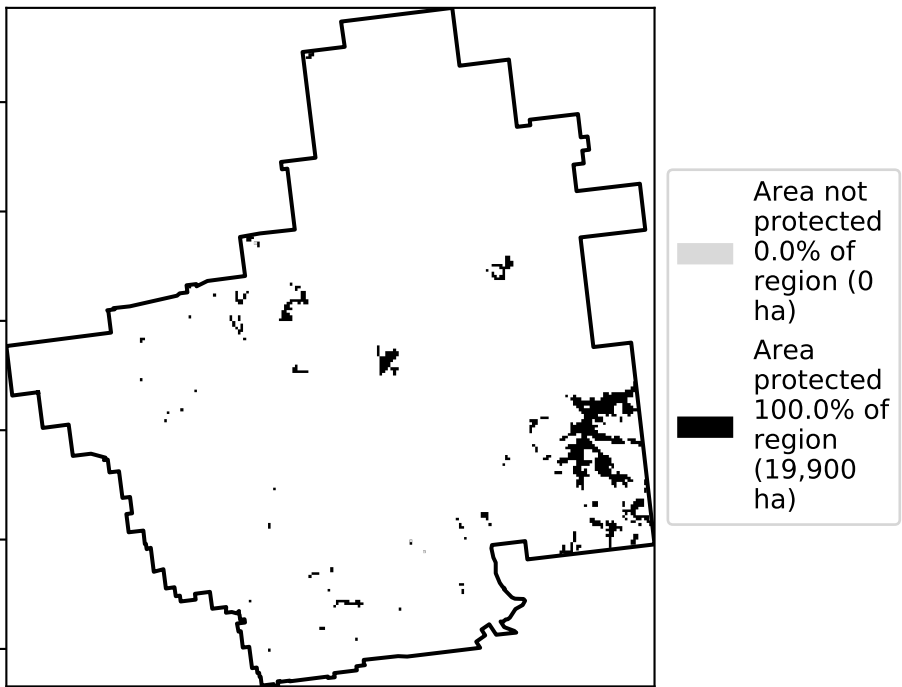 Area not
protected
0.0% of
region (0
ha)
Area
protected
100.0% of
region
(19,900
ha)